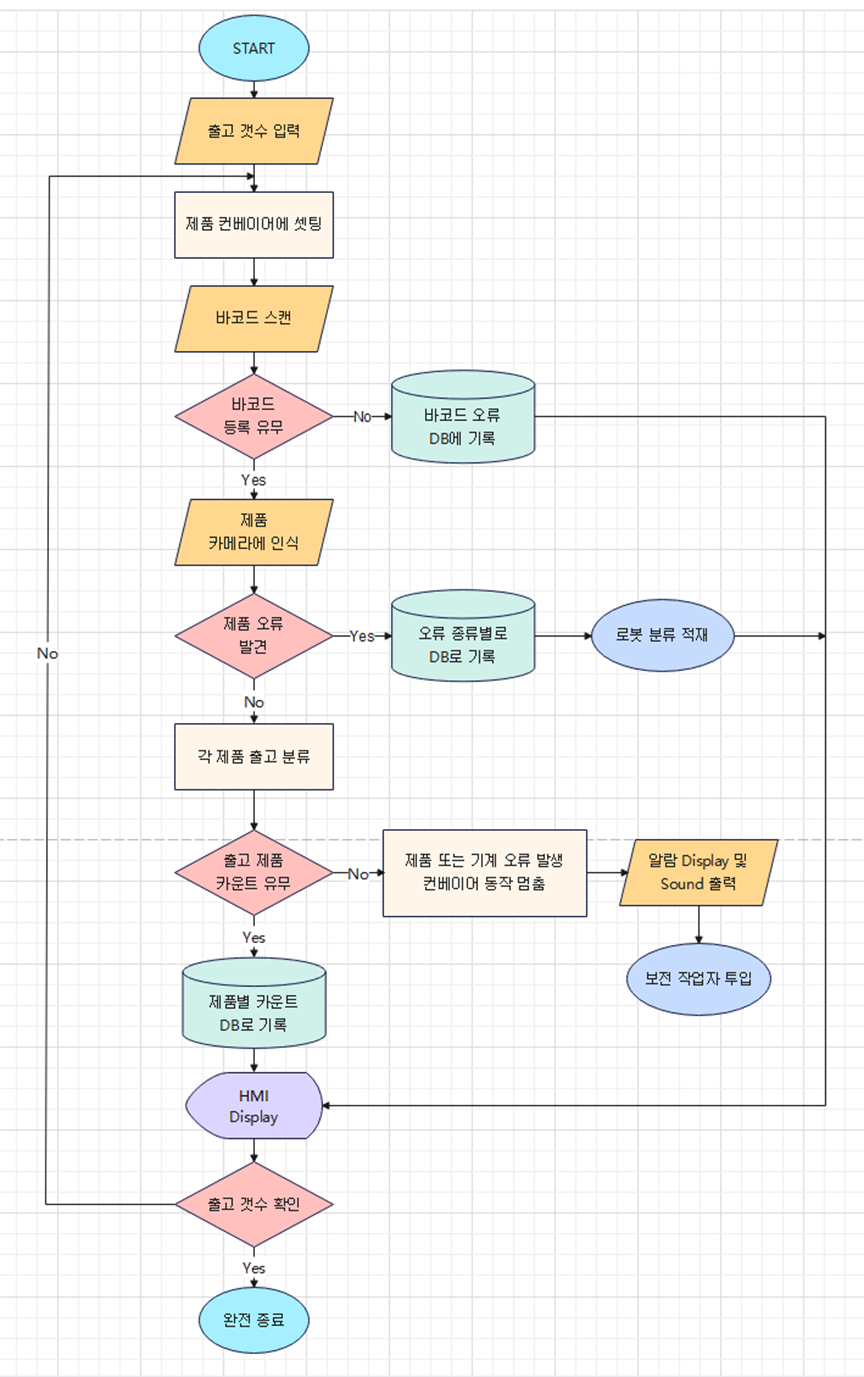 START
출고 갯수 입력
제품 컨베이어에 셋팅
바코드 스캔
바코드
등록 유무
No
바코드 오류
DB에 기록
Yes
제품
카메라에 인식
제품 오류
발견
Yes
오류 종류별로
DB로 기록
로봇 분류 적재
No
No
각 제품 출고 분류
출고 제품
카운트 유무
No
제품 또는 기계 오류 발생
컨베이어 동작 멈춤
알람 Display 및
Sound 출력
Yes
보전 작업자 투입
제품별 카운트
DB로 기록
HMI
Display
출고 갯수 확인
Yes
완전 종료